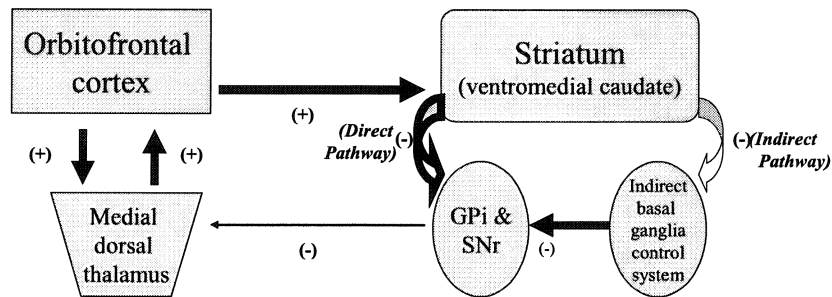 Orbitofrontal
cortex
Striatum
(ventromedial caudate)
(+)
(Direct
Pathway)
(-)
(-)
(Indirect
Pathway)
(+)
(+)
Medial
dorsal
thalamus
(-)
GPi &
SNr
(-)
Indirect
basal
ganglia
control
system